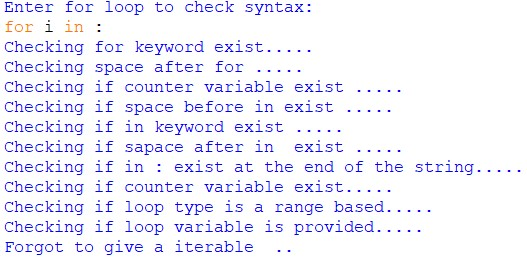 Enter for loop to check syntax:
for i in :
Checking for keyword exist.....
Checking space after for .....
Checking if counter variable exist .....
Checking if space before in exist .....
Checking if in keyword exist .....
Checking if sapace after in  exist .....
Checking if in : exist at the end of the string.....
Checking if counter variable exist.....
Checking if loop type is a range based.....
Checking if loop variable is provided.....
Forgot to give a iterable  ..